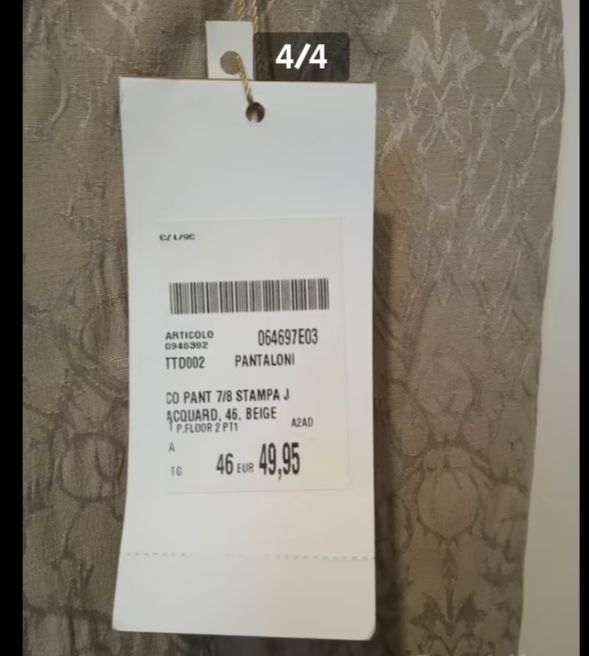 4/4
ARTICOLO 064697E03
0946392
TTD002 PANTALONI
CO PANT 7/8 STAMPA J
ACQUARD, 46, BEIGE
P.FLOOR 2 PT1 A2AD
A
TG 46 EUR 49,95